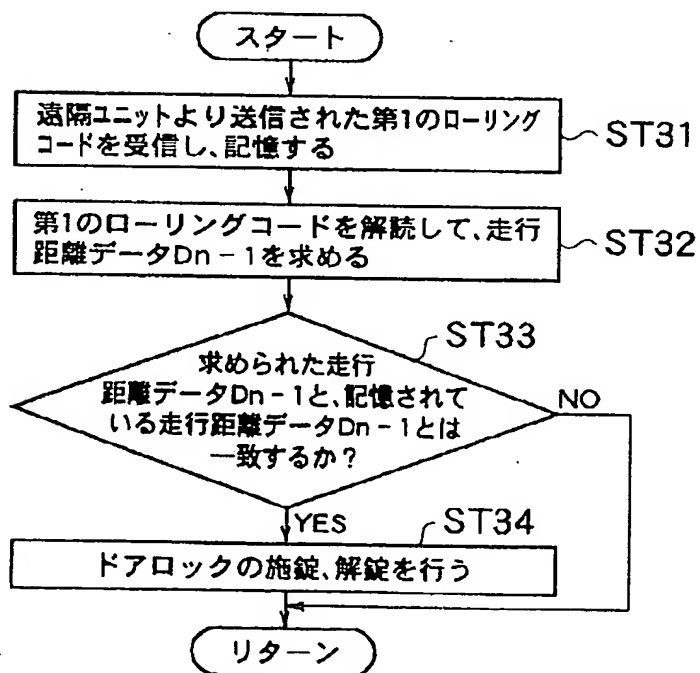 スタート
遠隔ユニットより送信された第1のローリング
コードを受信し、記憶する
ST31
第1のローリングコードを解読して、走行
距離データDn-1を求める
ST32
ST33
求められた走行
距離データDn-1と、記憶されて
いる走行距離データDn-1とは
一致するか?
NO
YES
ST34
ドアロックの施錠、解錠を行う
リターン